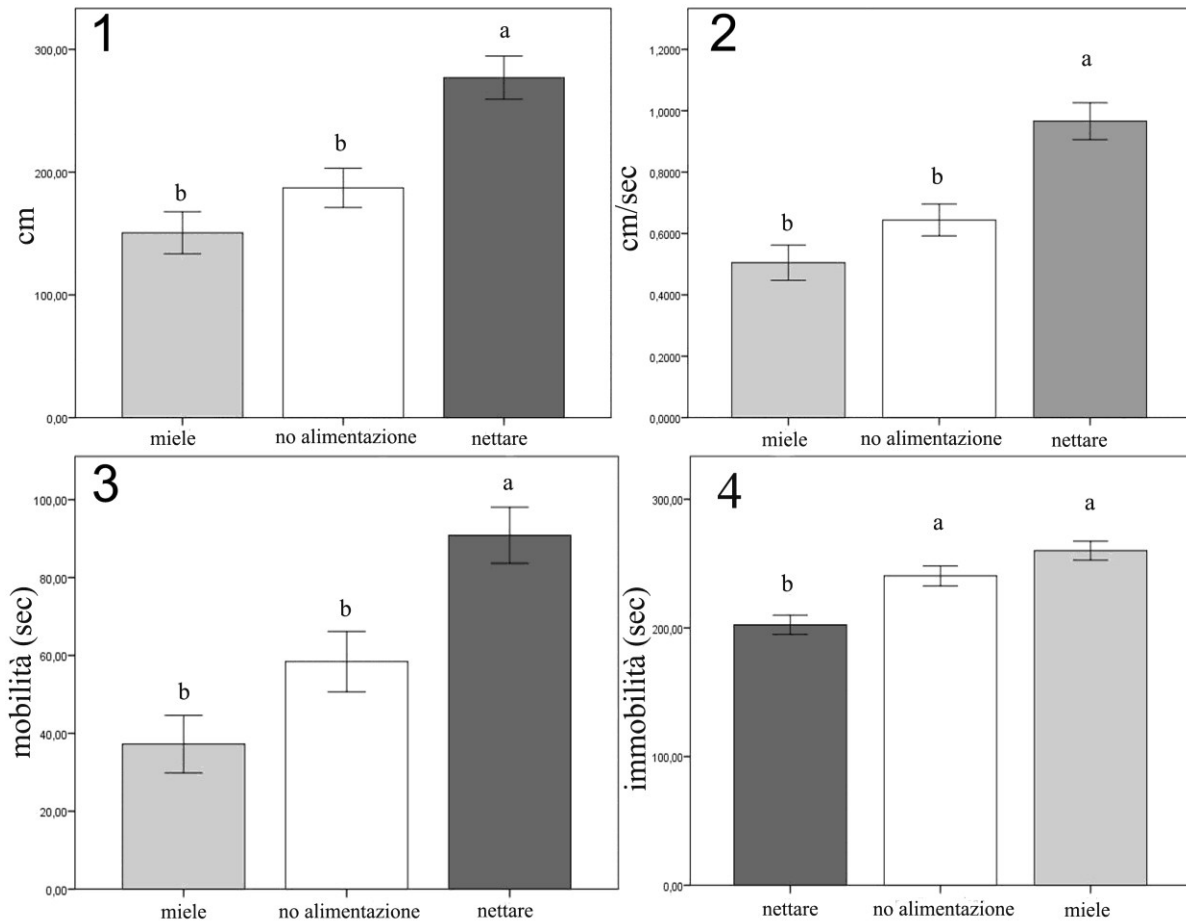 1
cm
300,00
200,00
100,00
0,00
b
b
a
miele
no alimentazione
nettare
2
cm/sec
1,2000
1,0000
0,8000
0,6000
0,4000
0,2000
0,0000
b
b
a
miele
no alimentazione
nettare
3
mobilità (sec)
100,00
80,00
60,00
40,00
20,00
0,00
b
b
a
miele
no alimentazione
nettare
4
immobilità (sec)
300,00
200,00
100,00
0,00
b
a
a
nettare
no alimentazione
miele